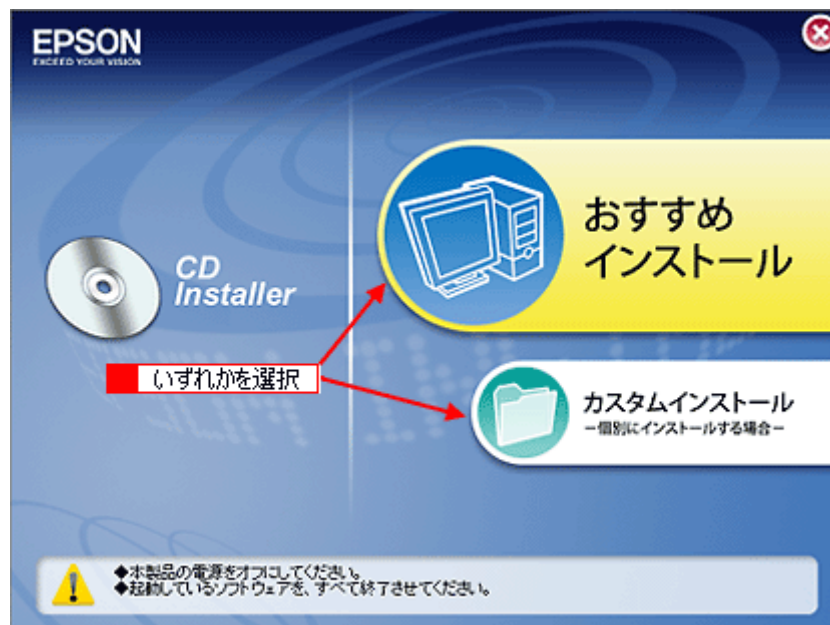 EPSON
EXCEED YOUR VISION
おすすめ
インストール
CD
Installer
いずれかを選択
カスタムインストール
－個別にインストールする場合－
◆本製品の電源をオフにしてください。
◆起動しているソフトウェアを、すべて終了させてください。